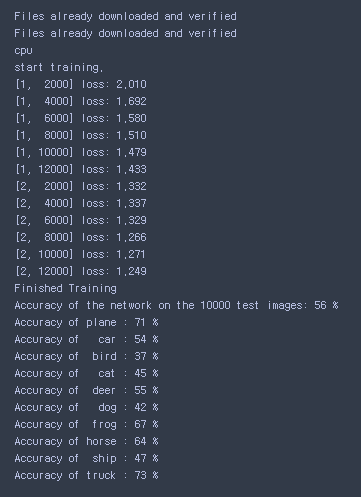 Files already downloaded and verified
Files already downloaded and verified
cpu
start training.
[1,  2000] loss: 2.010
[1,  4000] loss: 1.692
[1,  6000] loss: 1.580
[1,  8000] loss: 1.510
[1, 10000] loss: 1.479
[1, 12000] loss: 1.433
[2,  2000] loss: 1.332
[2,  4000] loss: 1.337
[2,  6000] loss: 1.329
[2,  8000] loss: 1.266
[2, 10000] loss: 1.271
[2, 12000] loss: 1.249
Finished Training
Accuracy of the network on the 10000 test images: 56 %
Accuracy of plane : 71 %
Accuracy of   car : 54 %
Accuracy of  bird : 37 %
Accuracy of   cat : 45 %
Accuracy of  deer : 55 %
Accuracy of   dog : 42 %
Accuracy of  frog : 67 %
Accuracy of horse : 64 %
Accuracy of  ship : 47 %
Accuracy of truck : 73 %